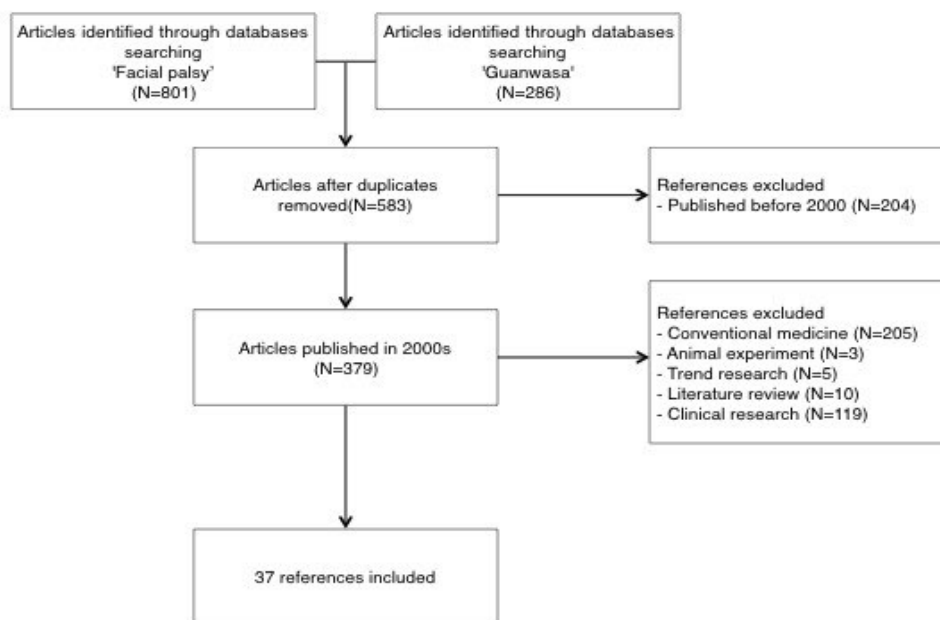 Articles identified through databases
searching
'Facial palsy'
(N=801)
Articles identified through databases
searching
'Guanwasa'
(N=286)
Articles after duplicates
removed(N=583)
References excluded
- Published before 2000 (N=204)
Articles published in 2000s
(N=379)
References excluded
- Conventional medicine (N=205)
- Animal experiment (N=3)
- Trend research (N=5)
- Literature review (N=10)
- Clinical research (N=119)
37 references included